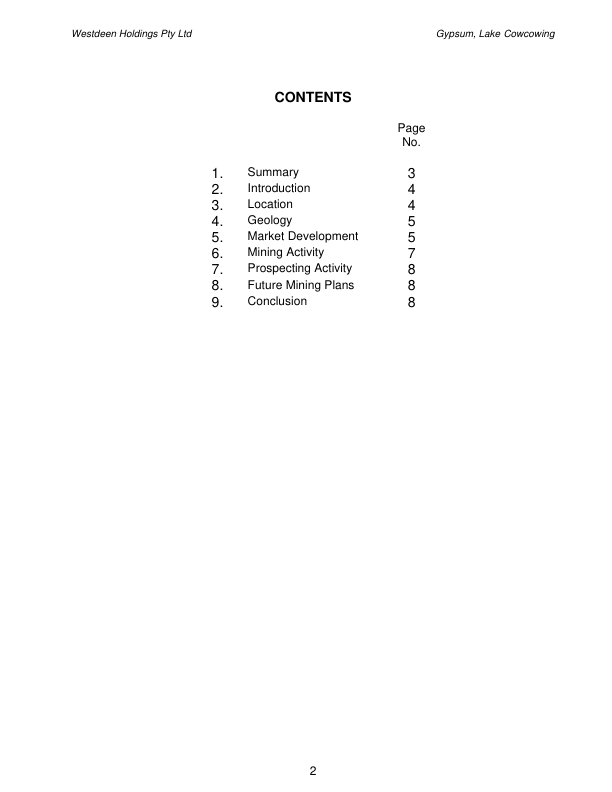 Westdeen Holdings Pty Ltd Gypsum, Lake Cowcowing
CONTENTS
Page
No.
1. Summary 3
2. Introduction 4
3. Location 4
4. Geology 5
5. Market Development 5
6. Mining Activity 7
7. Prospecting Activity 8
8. Future Mining Plans 8
9. Conclusion 8
2